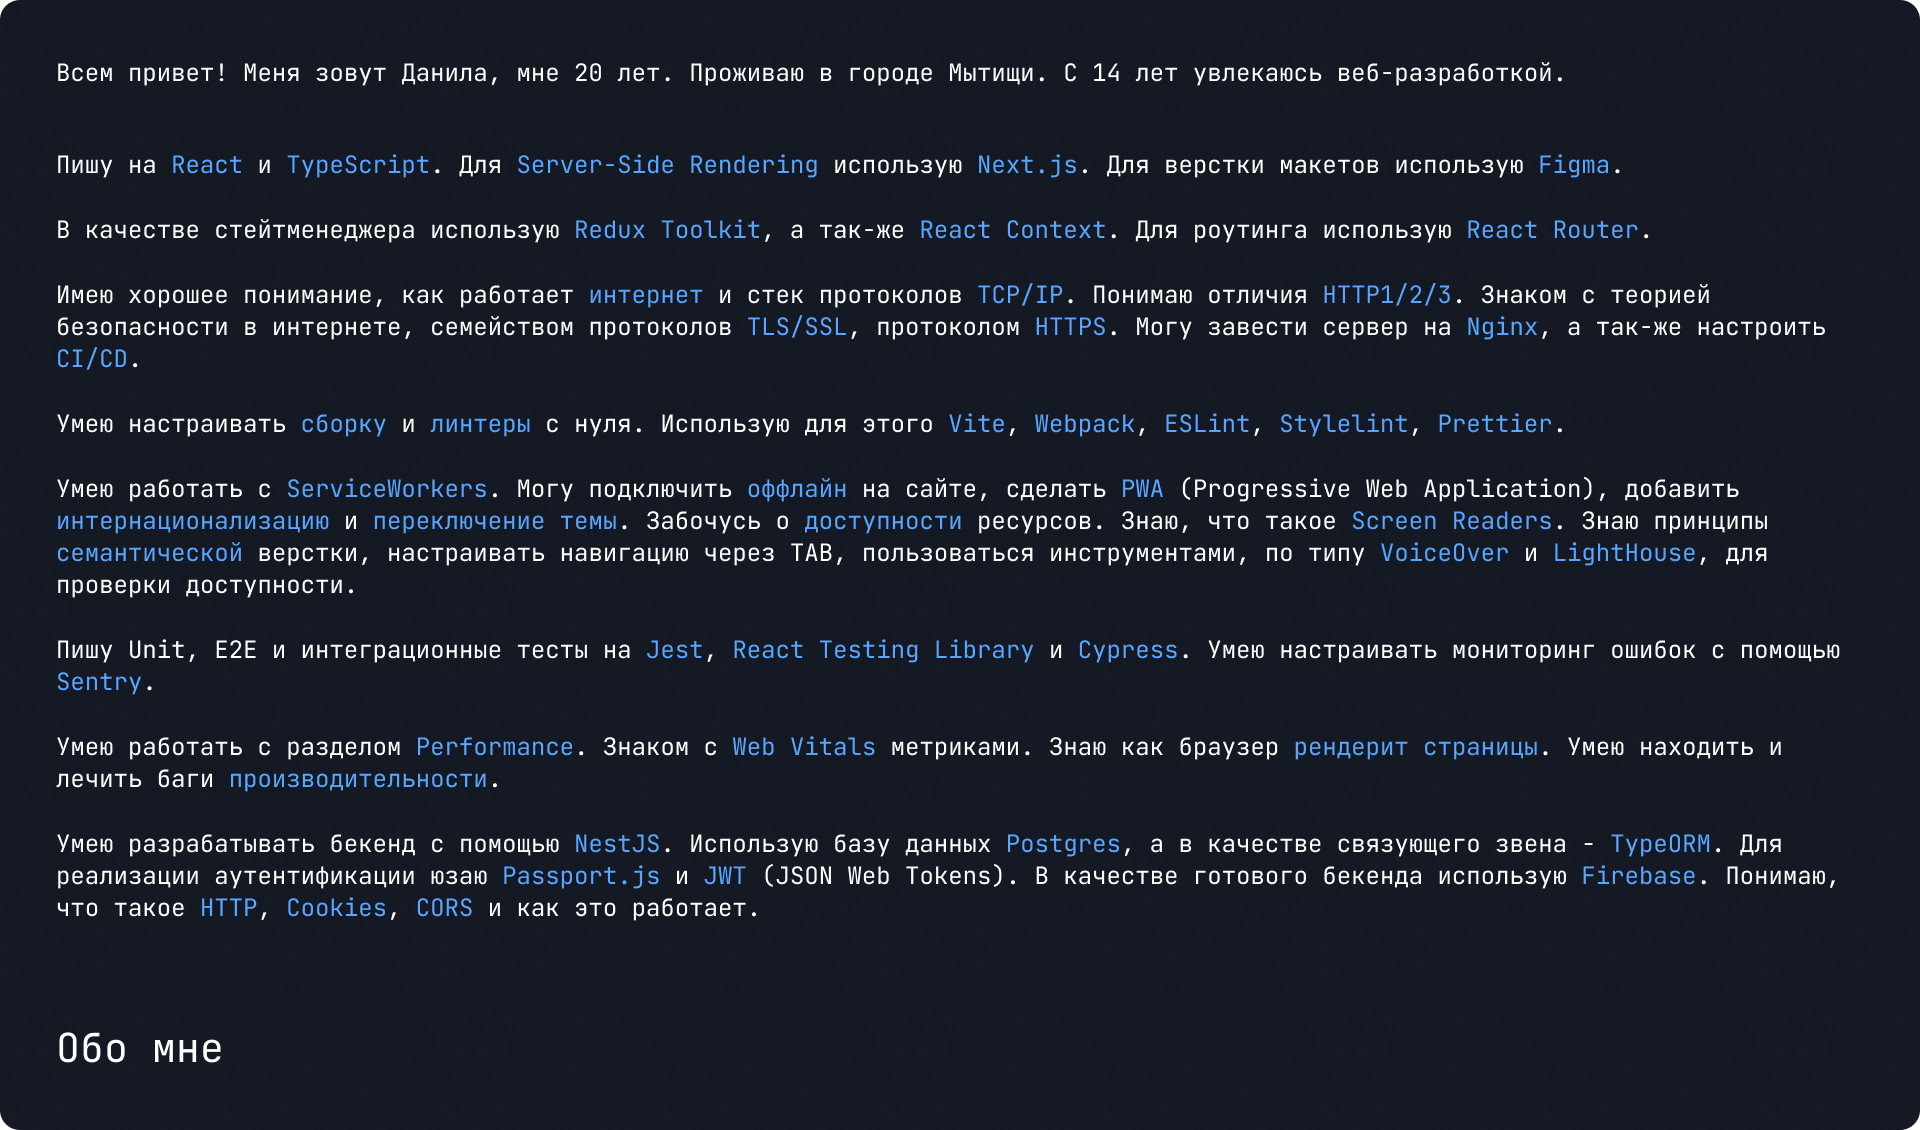 Всем привет! Меня зовут Данила, мне 20 лет. Проживаю в городе Мытищи. С 14 лет увлекаюсь веб-разработкой.
Пишу на React и TypeScript. Для Server-Side Rendering использую Next.js. Для верстки макетов использую Figma.
В качестве стейтменеджера использую Redux Toolkit, а так-же React Context. Для роутинга использую React Router.
Имею хорошее понимание, как работает интернет и стек протоколов TCP/IP. Понимаю отличия HTTP1/2/3. Знаком с теорией
безопасности в интернете, семейством протоколов TLS/SSL, протоколом HTTPS. Могу завести сервер на Nginx, а так-же настроить
CI/CD.
Умею настраивать сборку и линтеры с нуля. Использую для этого Vite, Webpack, ESLint, Stylelint, Prettier.
Умею работать с ServiceWorkers. Могу подключить оффлайн на сайте, сделать PWA (Progressive Web Application), добавить
интернационализацию и переключение темы. Забочусь о доступности ресурсов. Знаю, что такое Screen Readers. Знаю принципы
семантической верстки, настраивать навигацию через TAB, пользоваться инструментами, по типу VoiceOver и LightHouse, для
проверки доступности.
Пишу Unit, E2E и интеграционные тесты на Jest, React Testing Library и Cypress. Умею настраивать мониторинг ошибок с помощью
Sentry.
Умею работать с разделом Performance. Знаком с Web Vitals метриками. Знаю как браузер рендерит страницы. Умею находить и
лечить баги производительности.
Умею разрабатывать бекенд с помощью NestJS. Использую базу данных Postgres, а в качестве связующего звена - TypeORM. Для
реализации аутентификации юзаю Passport.js и JWT (JSON Web Tokens). В качестве готового бекенда использую Firebase. Понимаю,
что такое HTTP, Cookies, CORS и как это работает.
Обо мне